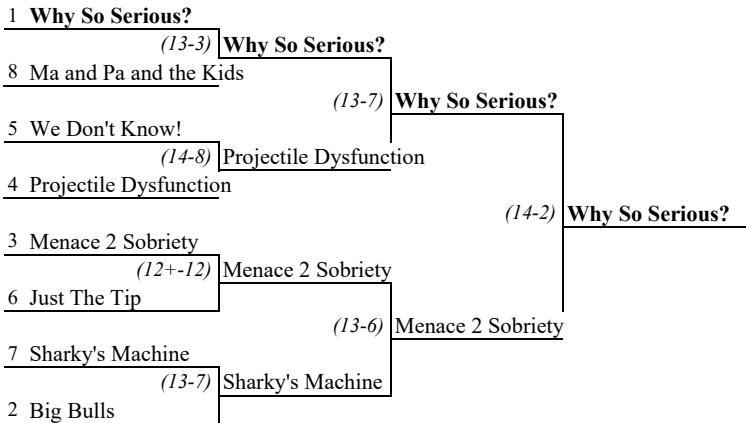 1 Why So Serious?
(13-3) Why So Serious?
8 Ma and Pa and the Kids
(13-7) Why So Serious?
5 We Don't Know!
(14-8) Projectile Dysfunction
4 Projectile Dysfunction
(14-2) Why So Serious?
3 Menace 2 Sobriety
(12+-12) Menace 2 Sobriety
6 Just The Tip
(13-6) Menace 2 Sobriety
7 Sharky's Machine
(13-7) Sharky's Machine
2 Big Bulls